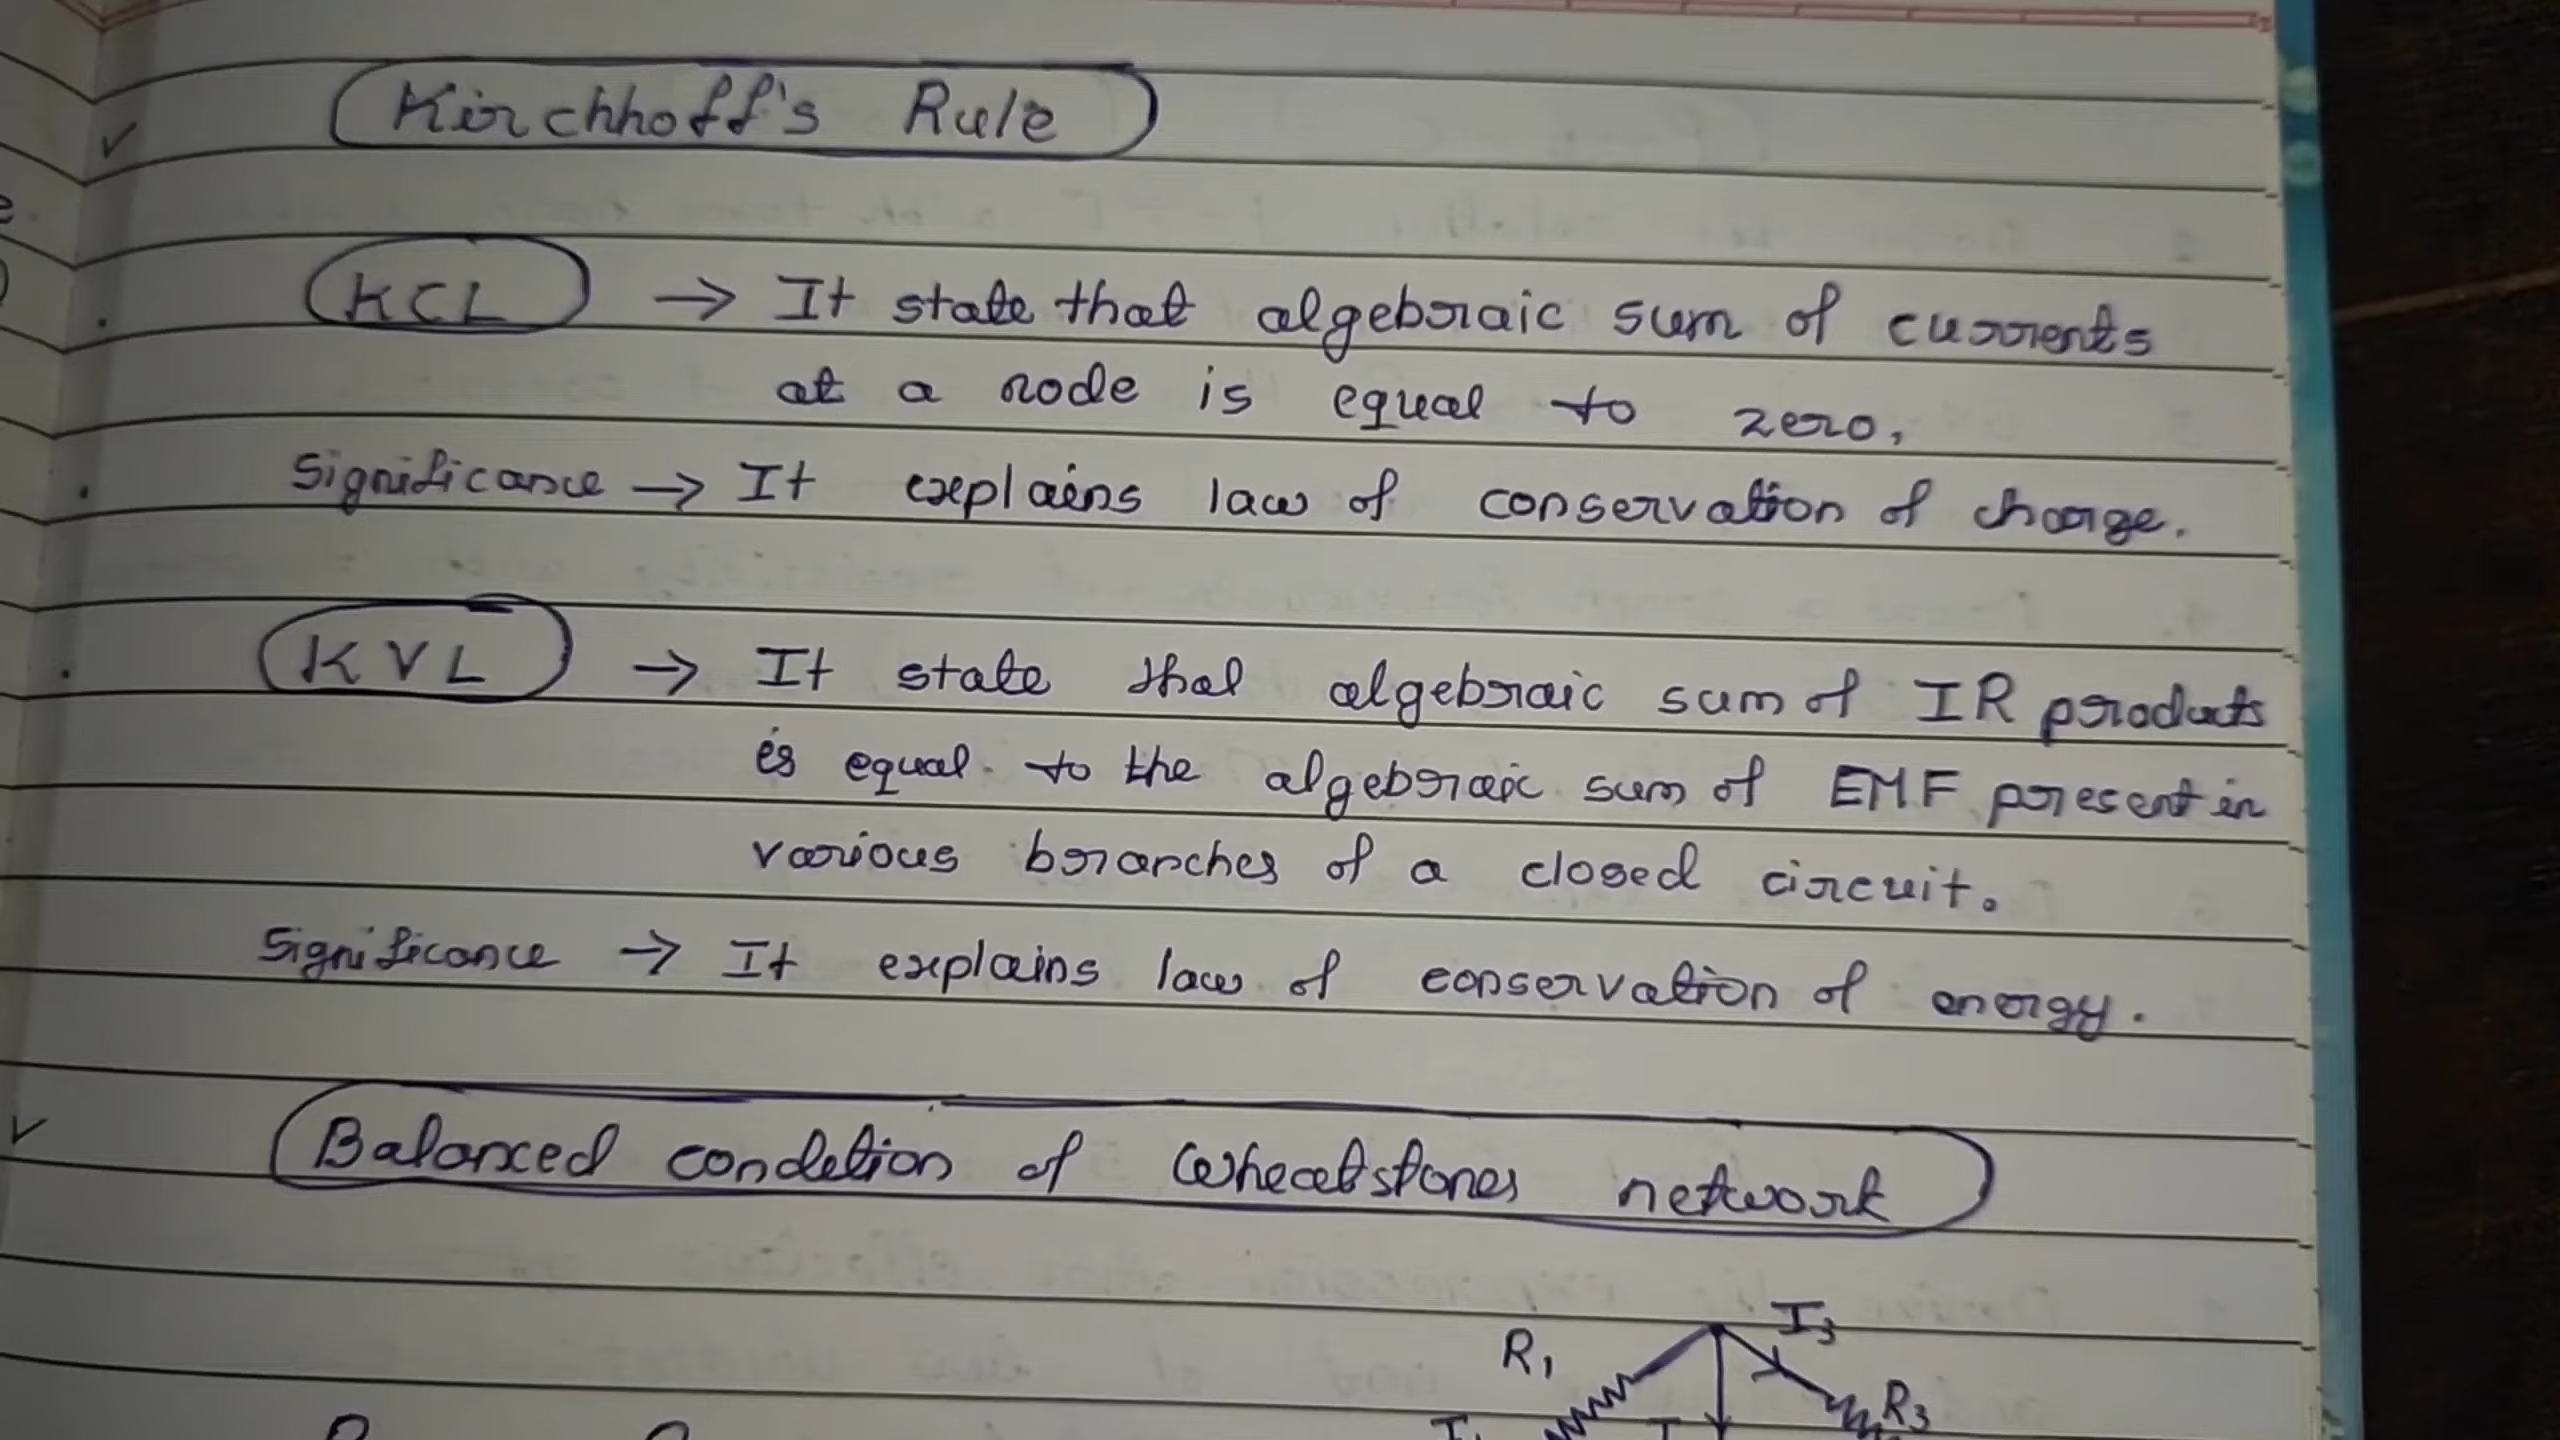 Kirchhoff's Rule
KCL → It state that algebraic sum of currents
at a node is equal to zero.
Significance → It explains law of conservation of charge.
KVL → It state that algebraic sum of IR products
is equal to the algebraic sum of EMF present in
various branches of a closed circuit.
Significance → It explains law of conservation of energy.
Balanced condition of Wheatstones network
I3
R1
R3